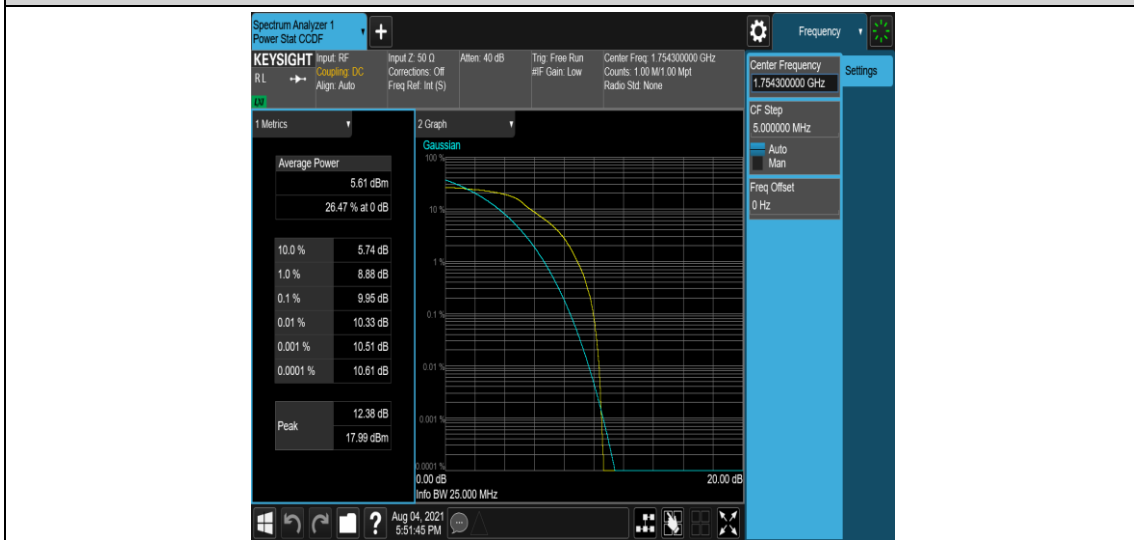 Spectrum Analyzer 1
Power Stat CCDF
+
Frequency
KEYSIGHT
RL
LXI
Input: RF
Coupling: DC
Align: Auto
Input Z: 50 Ω
Corrections: Off
Freq Ref: Int (S)
Atten: 40 dB
Trig: Free Run
#IF Gain: Low
Center Freq: 1.754300000 GHz
Counts: 1.00 M/1.00 Mpt
Radio Std: None
Center Frequency
1.754300000 GHz
Settings
CF Step
5.000000 MHz
Auto
Man
Freq Offset
0 Hz
1 Metrics
Average Power
5.61 dBm
26.47 % at 0 dB
10.0 % 5.74 dB
1.0 % 8.88 dB
0.1 % 9.95 dB
0.01 % 10.33 dB
0.001 % 10.51 dB
0.0001 % 10.61 dB
Peak
12.38 dB
17.99 dBm
2 Graph
Gaussian
100 %
10 %
1 %
0.1 %
0.01 %
0.001 %
0.0001 %
0.00 dB
20.00 dB
Info BW 25.000 MHz
?
Aug 04, 2021
5:51:45 PM